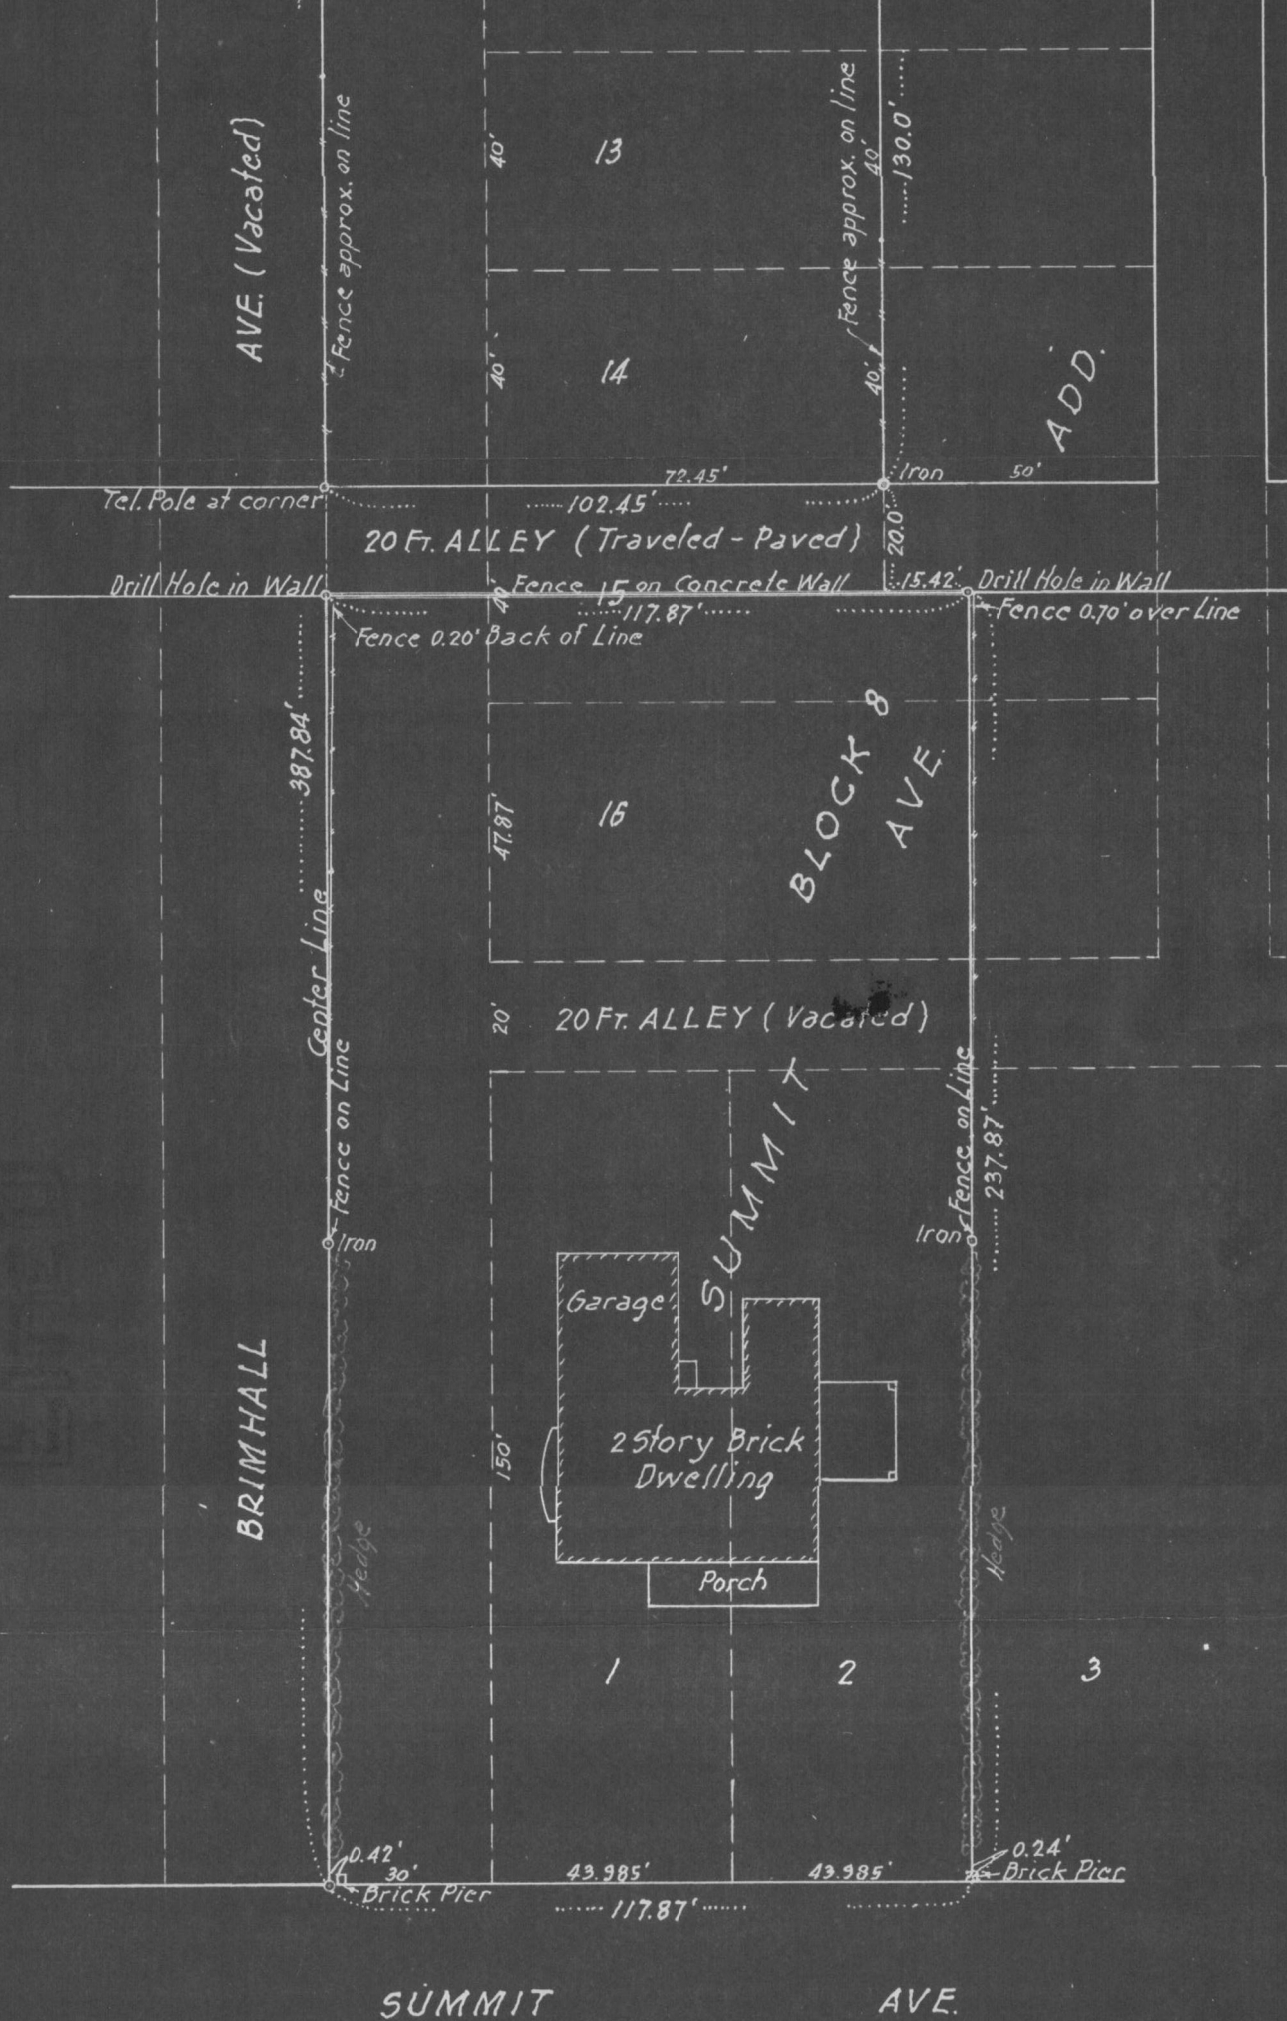 AVE. (Vacated)
Fence approx. on line
40'
13
Fence approx. on line
40'
130.0'
40'
14
40'
ADD.
72.45'
Iron
50'
Tel. Pole at corner
102.45'
20 FT. ALLEY (Traveled - Paved)
20.0'
Drill Hole in Wall
40'
Fence on Concrete Wall
15
15.42'
Drill Hole in Wall
117.87'
Fence 0.70' over Line
Fence 0.20' Back of Line
387.84'
BLOCK 8
AVE.
47.87'
16
Center Line
20'
20 FT. ALLEY (Vacated)
Fence on Line
Fence on Line
237.87'
SUMMIT
Iron
Iron
Garage
BRIMHALL
150'
2 Story Brick
Dwelling
Hedge
Hedge
Porch
1
2
3
0.42'
30'
43.985'
43.985'
0.24'
Brick Pier
Brick Pier
117.87'
SUMMIT AVE.